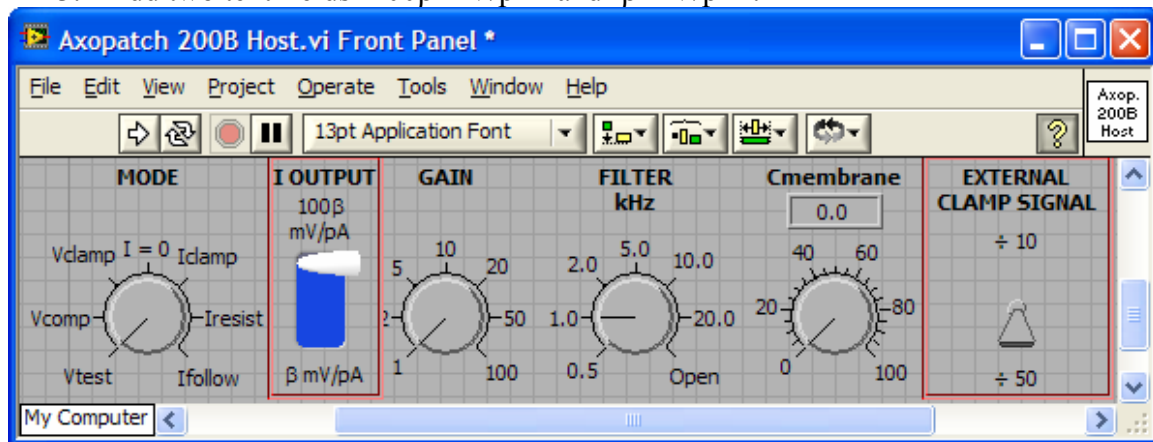 Axopatch 200B Host.vi Front Panel *
File Edit View Project Operate Tools Window Help
Axop.
200B
Host
13pt Application Font
MODE
Vclamp I = 0 Iclamp
Vcomp Iresist
Vtest Ifollow
I OUTPUT
100β
mV/pA
β mV/pA
GAIN
10
5 20
2 50
1 100
FILTER
kHz
5.0
2.0 10.0
1.0 20.0
0.5 Open
Cmembrane
0.0
40 60
20 80
0 100
EXTERNAL
CLAMP SIGNAL
÷ 10
÷ 50
My Computer